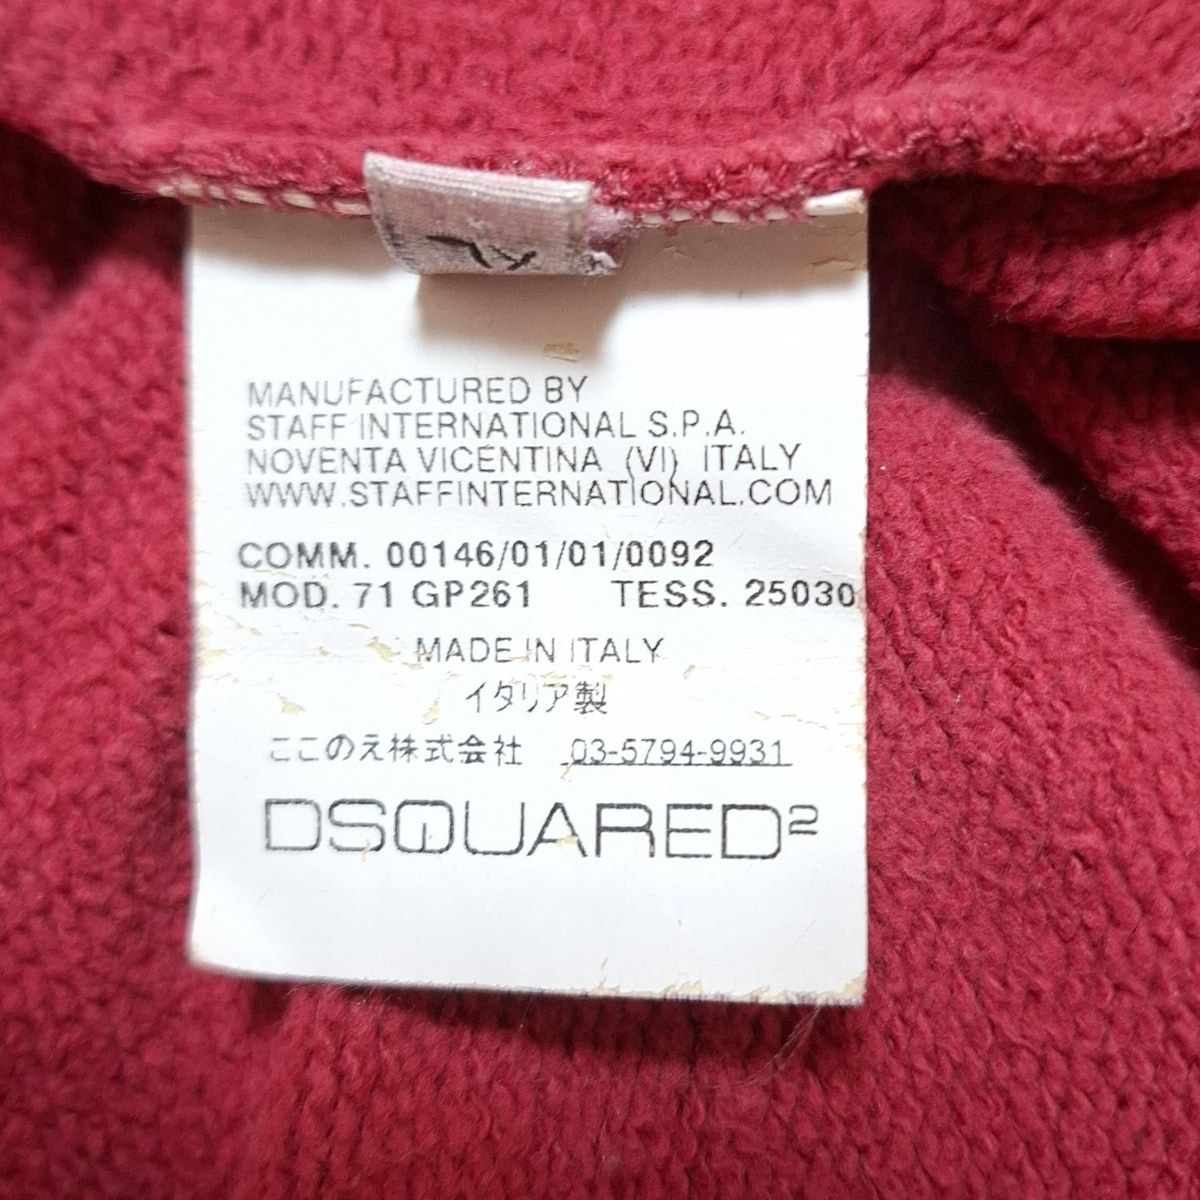 MANUFACTURED BY
STAFF INTERNATIONAL S.P.A.
NOVENTA VICENTINA (VI) ITALY
WWW.STAFFINTERNATIONAL.COM
COMM. 00146/01/01/0092
MOD. 71 GP261 TESS. 25030
MADE IN ITALY
イタリア製
ここのえ株式会社 03-5794-9931
DSQUARED²